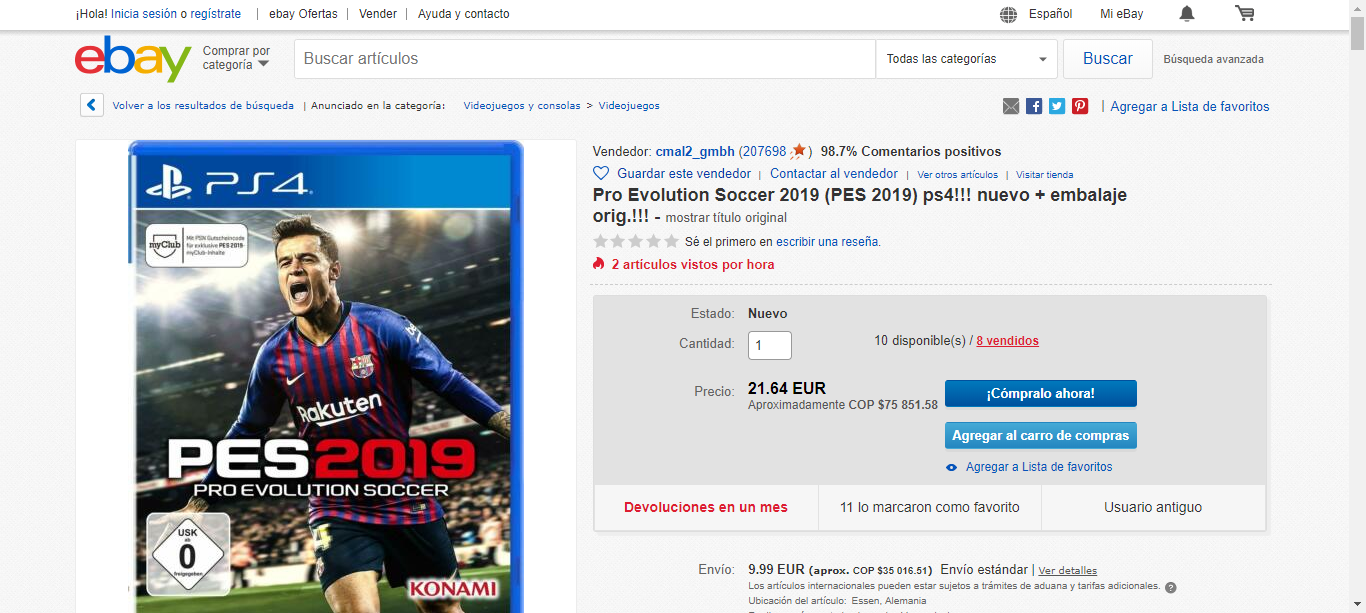 ¡Hola! Inicia sesión o regístrate | ebay Ofertas | Vender | Ayuda y contacto
Español Mi eBay
ebay
Comprar por
categoría
Buscar artículos
Todas las categorías
Buscar
Búsqueda avanzada
Volver a los resultados de búsqueda | Anunciado en la categoría: Videojuegos y consolas > Videojuegos
| Agregar a Lista de favoritos
PS4
myClub
Mit PSN Gutscheincode
für exklusive PES 2019
myClub-Inhalte
Rakuten
PES2019
PRO EVOLUTION SOCCER
USK
0
freigegeben
KONAMI
Vendedor: cmal2_gmbh (207698 ) 98.7% Comentarios positivos
Guardar este vendedor | Contactar al vendedor | Ver otros artículos | Visitar tienda
Pro Evolution Soccer 2019 (PES 2019) ps4!!! nuevo + embalaje
orig.!!! - mostrar título original
Sé el primero en escribir una reseña.
2 artículos vistos por hora
Estado: Nuevo
Cantidad: 1 10 disponible(s) / 8 vendidos
Precio: 21.64 EUR
Aproximadamente COP $75 851.58
¡Cómpralo ahora!
Agregar al carro de compras
Agregar a Lista de favoritos
Devoluciones en un mes 11 lo marcaron como favorito Usuario antiguo
Envío: 9.99 EUR (aprox. COP $35 016.51) Envío estándar | Ver detalles
Los artículos internacionales pueden estar sujetos a trámites de aduana y tarifas adicionales. ?
Ubicación del artículo: Essen, Alemania